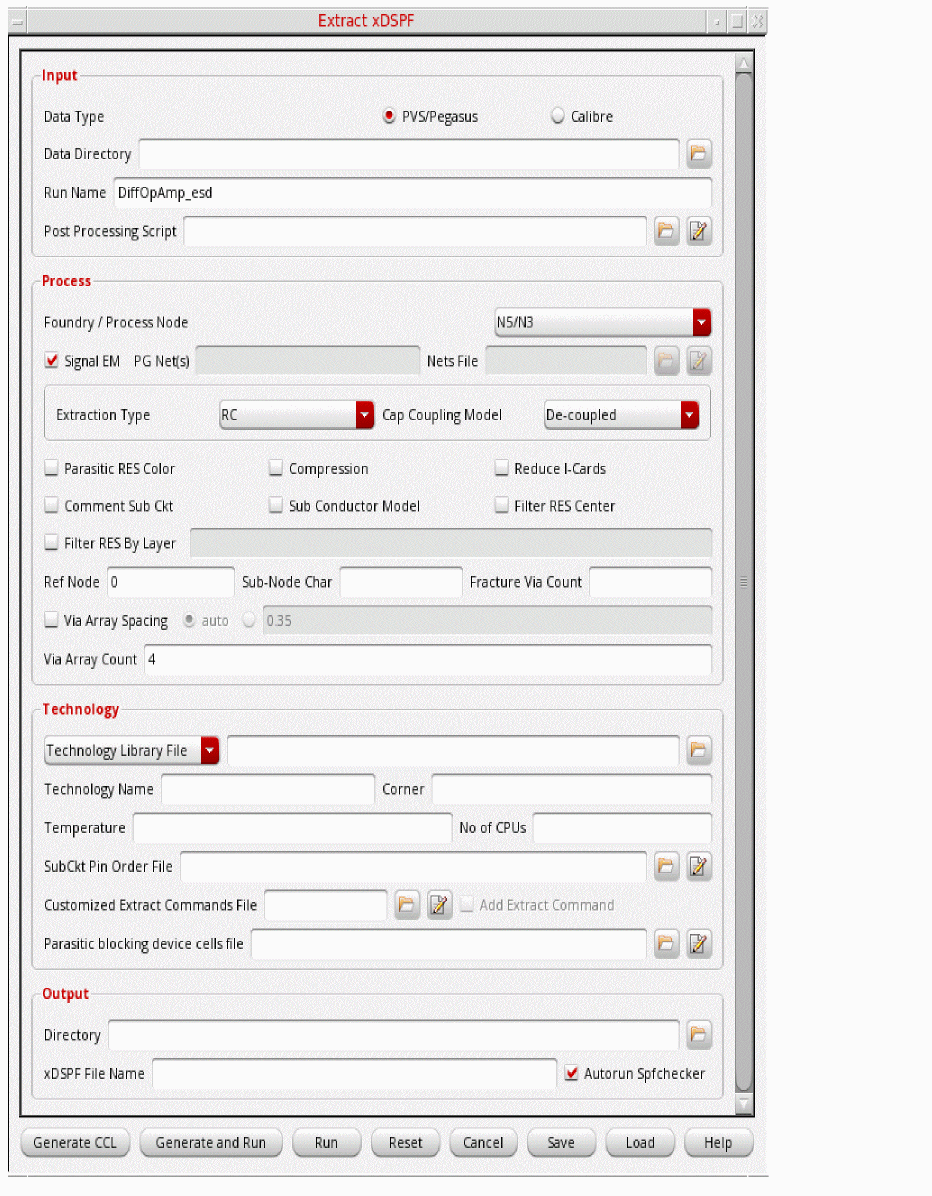 Extract xDSPF
Input
Data Type PVS/Pegasus Calibre
Data Directory
Run Name DiffOpAmp_esd
Post Processing Script
Process
Foundry / Process Node N5/N3
Signal EM PG Net(s) Nets File
Extraction Type RC Cap Coupling Model De-coupled
Parasitic RES Color Compression Reduce I-Cards
Comment Sub Ckt Sub Conductor Model Filter RES Center
Filter RES By Layer
Ref Node 0 Sub-Node Char Fracture Via Count
Via Array Spacing auto 0.35
Via Array Count 4
Technology
Technology Library File
Technology Name Corner
Temperature No of CPUs
SubCkt Pin Order File
Customized Extract Commands File Add Extract Command
Parasitic blocking device cells file
Output
Directory
xDSPF File Name Autorun Spfchecker
Generate CCL Generate and Run Run Reset Cancel Save Load Help